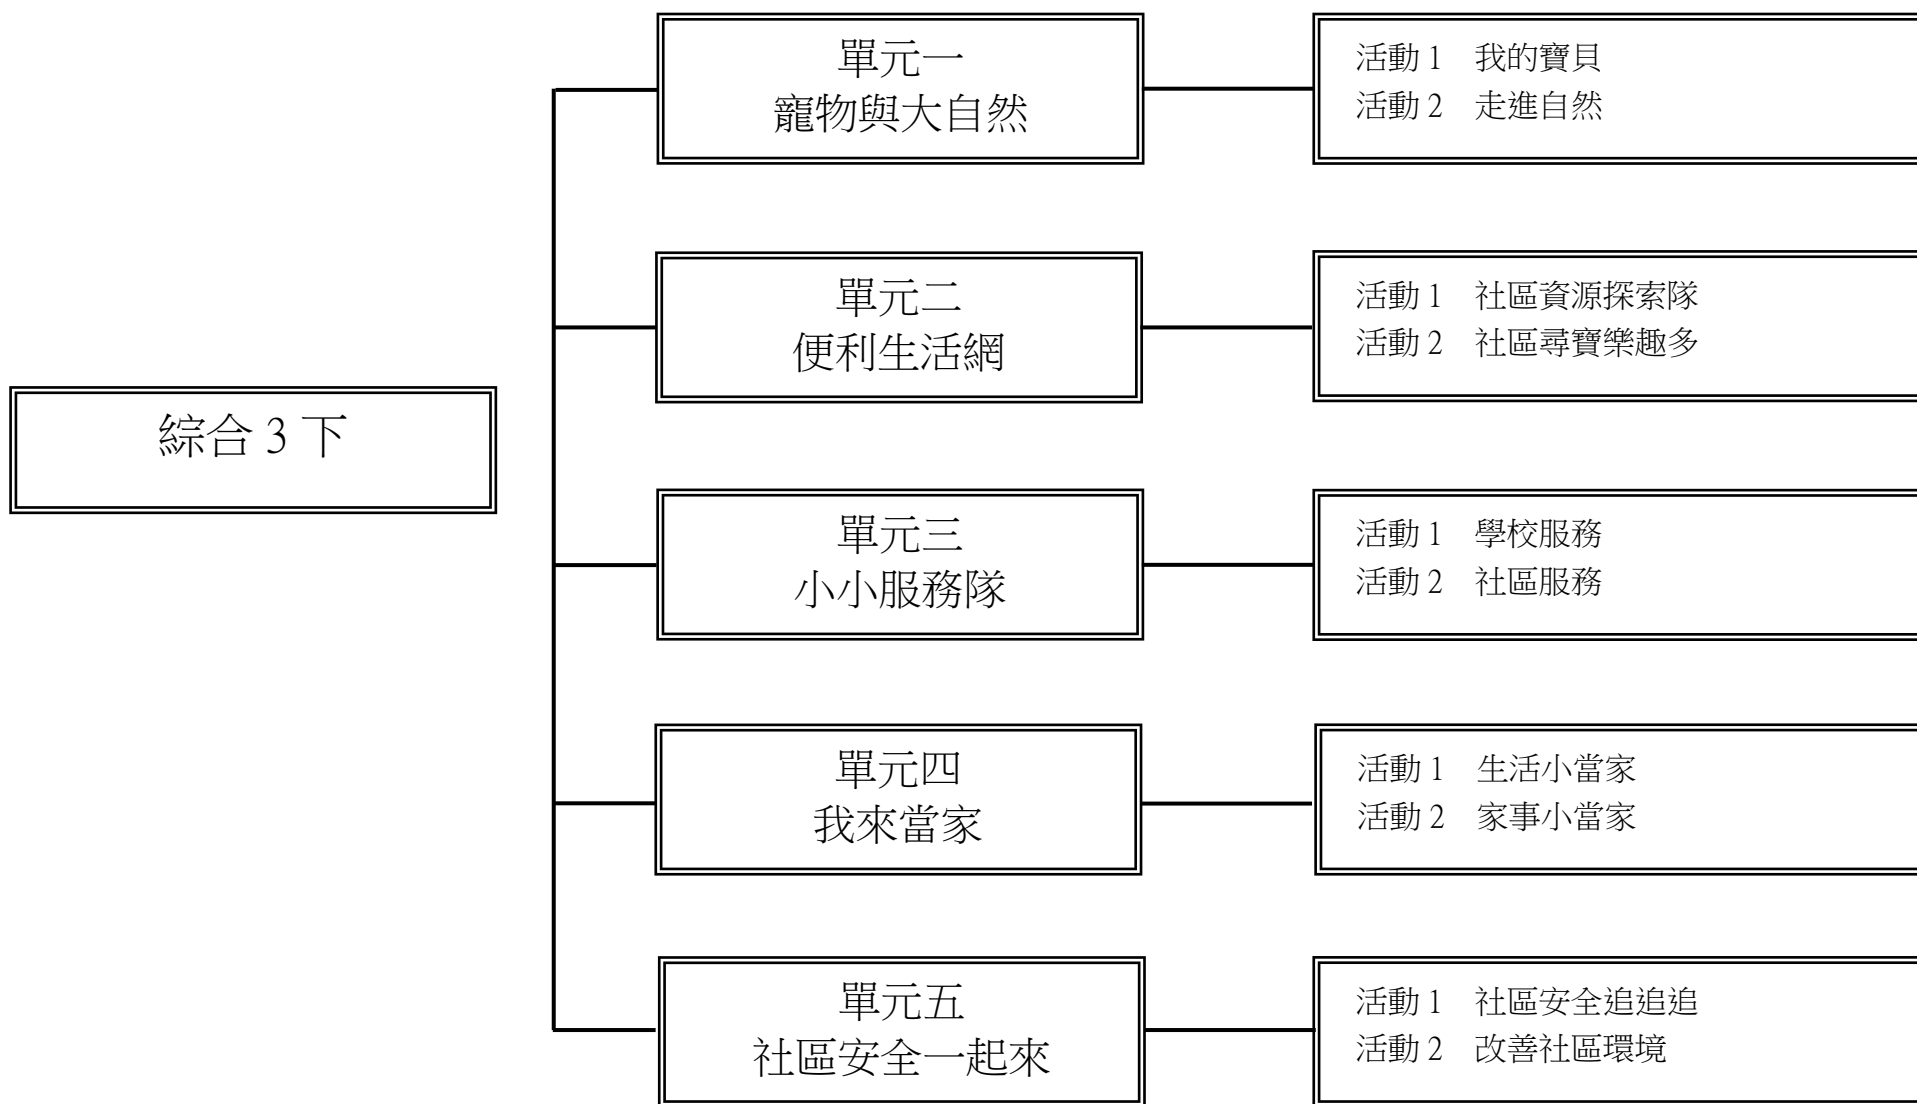 綜合 3 下
單元一
寵物與大自然
活動 1　我的寶貝
活動 2　走進自然
單元二
便利生活網
活動 1　社區資源探索隊
活動 2　社區尋寶樂趣多
單元三
小小服務隊
活動 1　學校服務
活動 2　社區服務
單元四
我來當家
活動 1　生活小當家
活動 2　家事小當家
單元五
社區安全一起來
活動 1　社區安全追追追
活動 2　改善社區環境